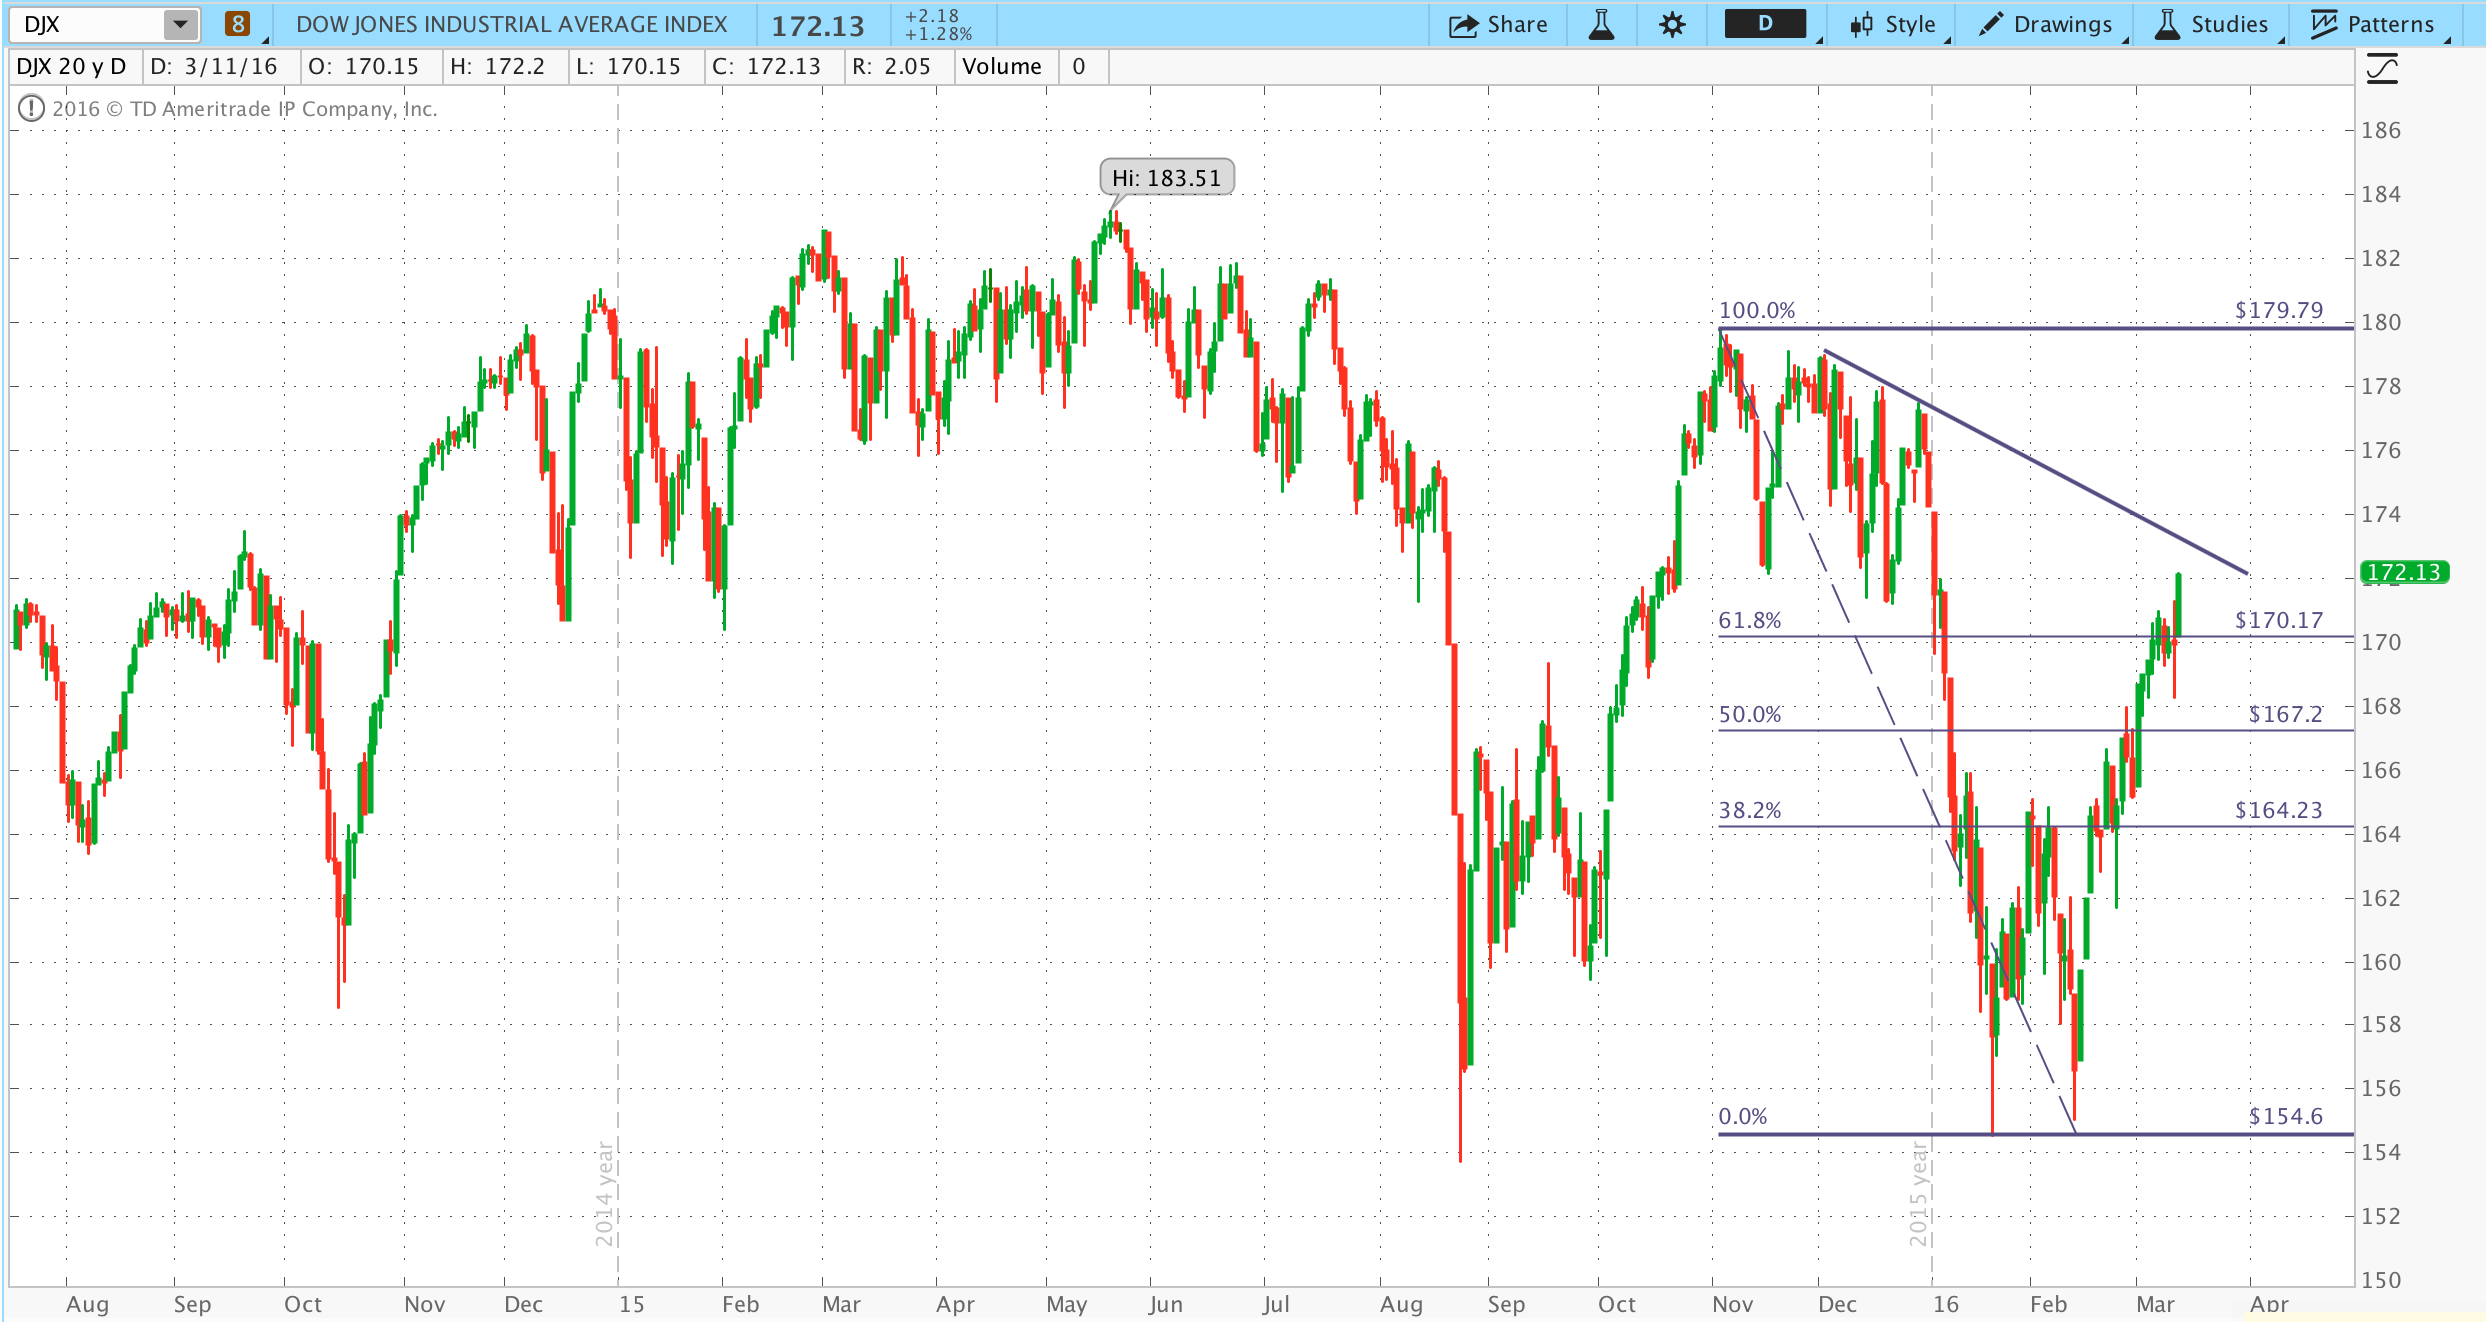 DJX
8
DOW JONES INDUSTRIAL AVERAGE INDEX
172.13
+2.18
+1.28%
Share
D
Style
Drawings
Studies
Patterns
DJX 20 y D
D: 3/11/16
O: 170.15
H: 172.2
L: 170.15
C: 172.13
R: 2.05
Volume
0
2016 © TD Ameritrade IP Company, Inc.
Hi: 183.51
100.0%
$179.79
61.8%
$170.17
50.0%
$167.2
38.2%
$164.23
0.0%
$154.6
2014 year
2015 year
186
184
182
180
178
176
174
172.13
170
168
166
164
162
160
158
156
154
152
150
Aug
Sep
Oct
Nov
Dec
15
Feb
Mar
Apr
May
Jun
Jul
Aug
Sep
Oct
Nov
Dec
16
Feb
Mar
Apr